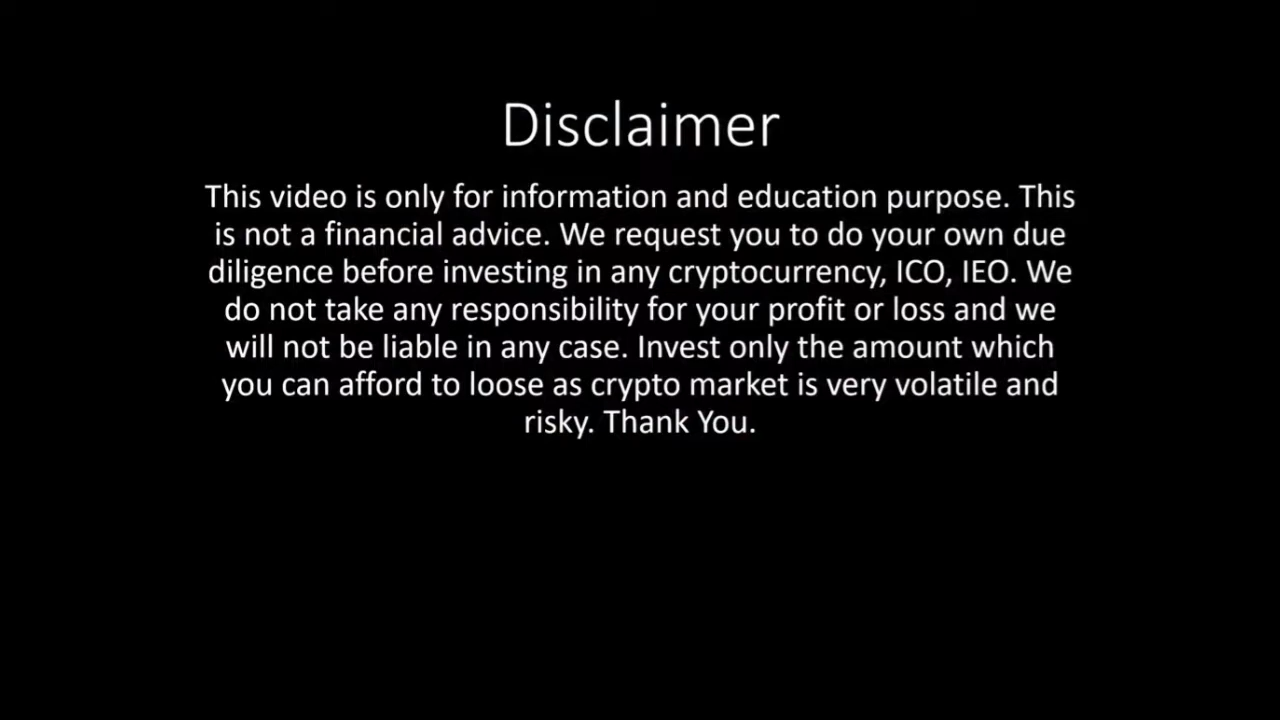 Disclaimer
This video is only for information and education purpose. This
is not a financial advice. We request you to do your own due
diligence before investing in any cryptocurrency, ICO, IEO. We
do not take any responsibility for your profit or loss and we
will not be liable in any case. Invest only the amount which
you can afford to loose as crypto market is very volatile and
risky. Thank You.